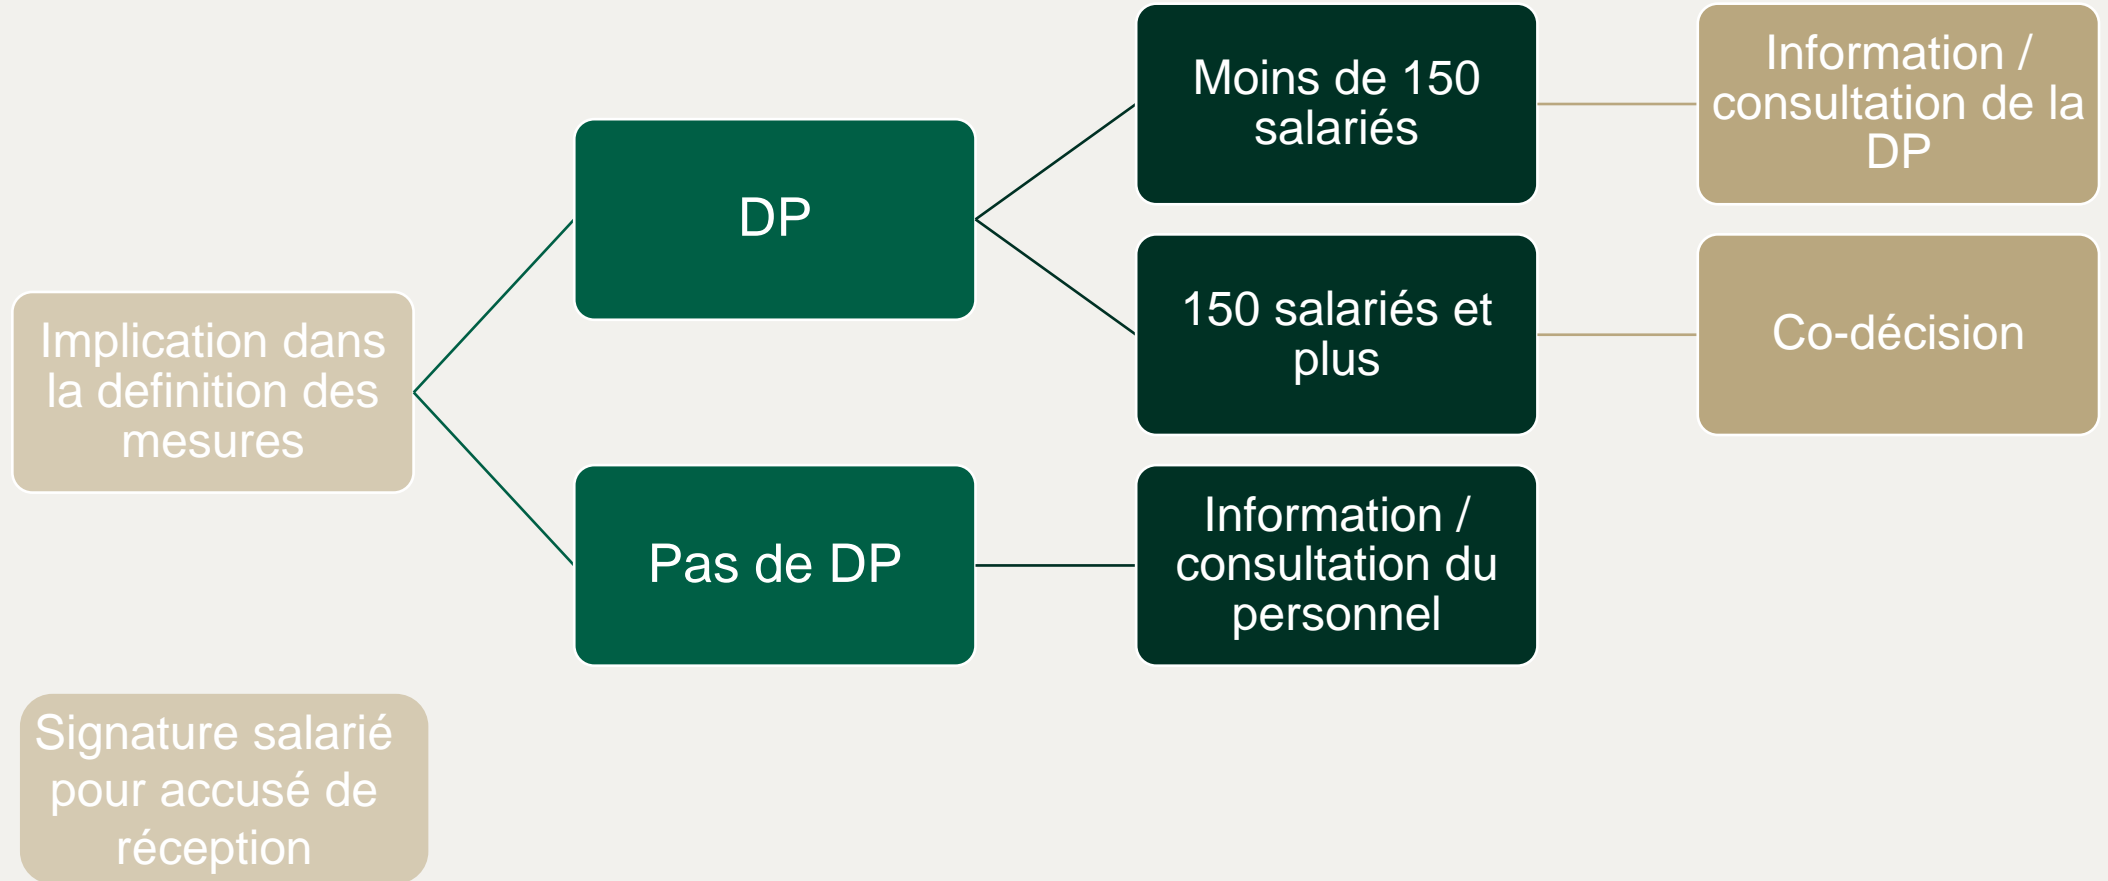 Implication dans
la definition des
mesures
DP
Moins de 150
salariés
Information /
consultation de la
DP
150 salariés et
plus
Co-décision
Pas de DP
Information /
consultation du
personnel
Signature salarié
pour accusé de
réception